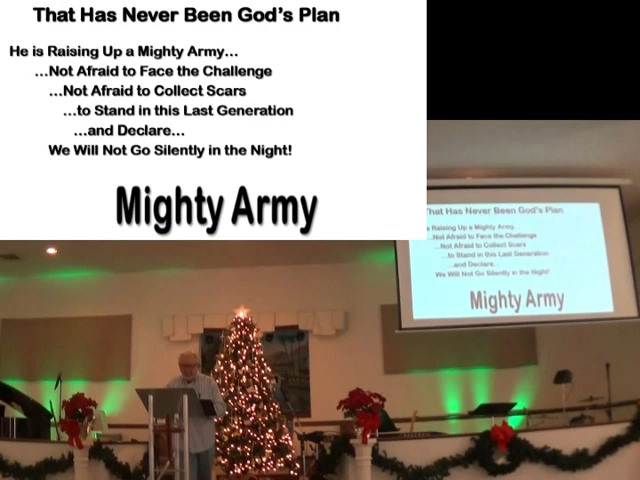 That Has Never Been God's Plan
He is Raising Up a Mighty Army...
...Not Afraid to Face the Challenge
...Not Afraid to Collect Scars
...to Stand in this Last Generation
...and Declare...
We Will Not Go Silently in the Night!
Mighty Army
That Has Never Been God's Plan
Raising Up a Mighty Army...
...Not Afraid to Face the Challenge
...Not Afraid to Collect Scars
...to Stand in this Last Generation
...and Declare...
We Will Not Go Silently in the Night!
Mighty Army